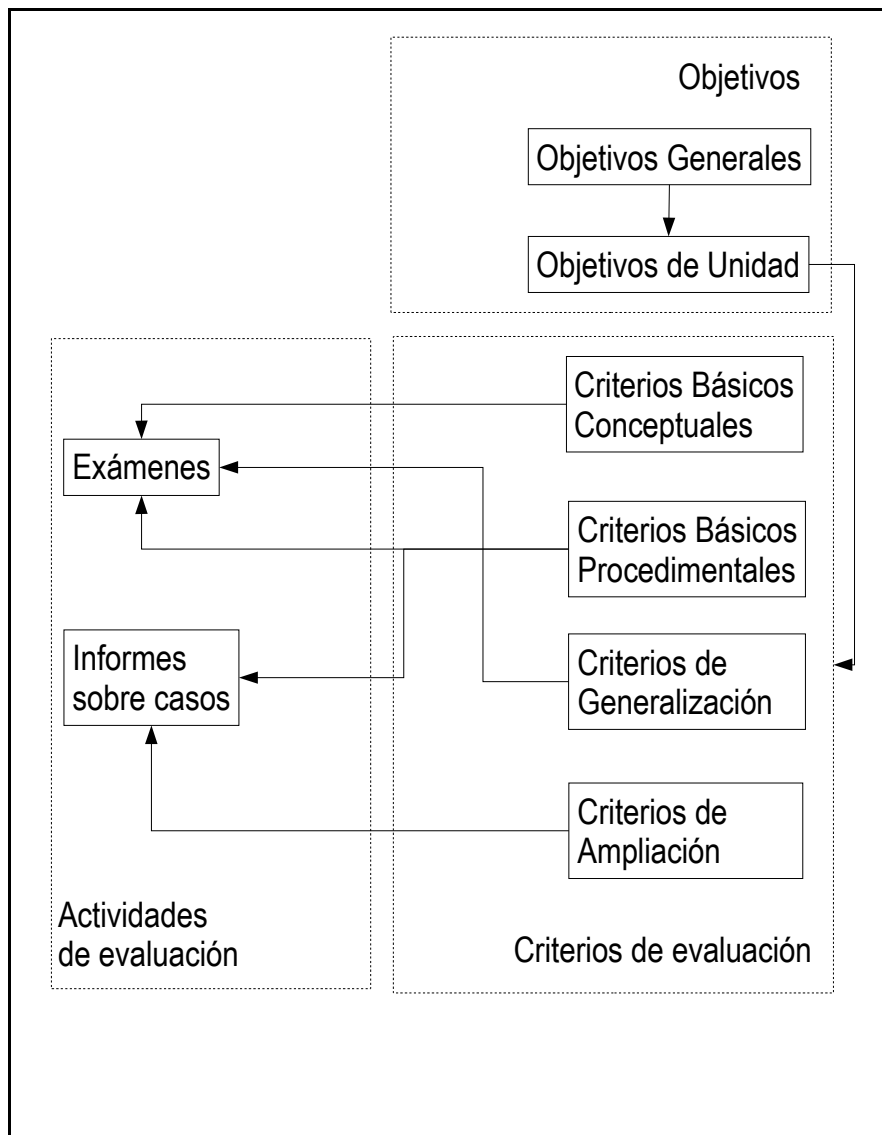 Objetivos
Objetivos Generales
Objetivos de Unidad
Criterios Básicos
Conceptuales
Exámenes
Criterios Básicos
Procedimentales
Informes
sobre casos
Criterios de
Generalización
Criterios de
Ampliación
Actividades
de evaluación
Criterios de evaluación